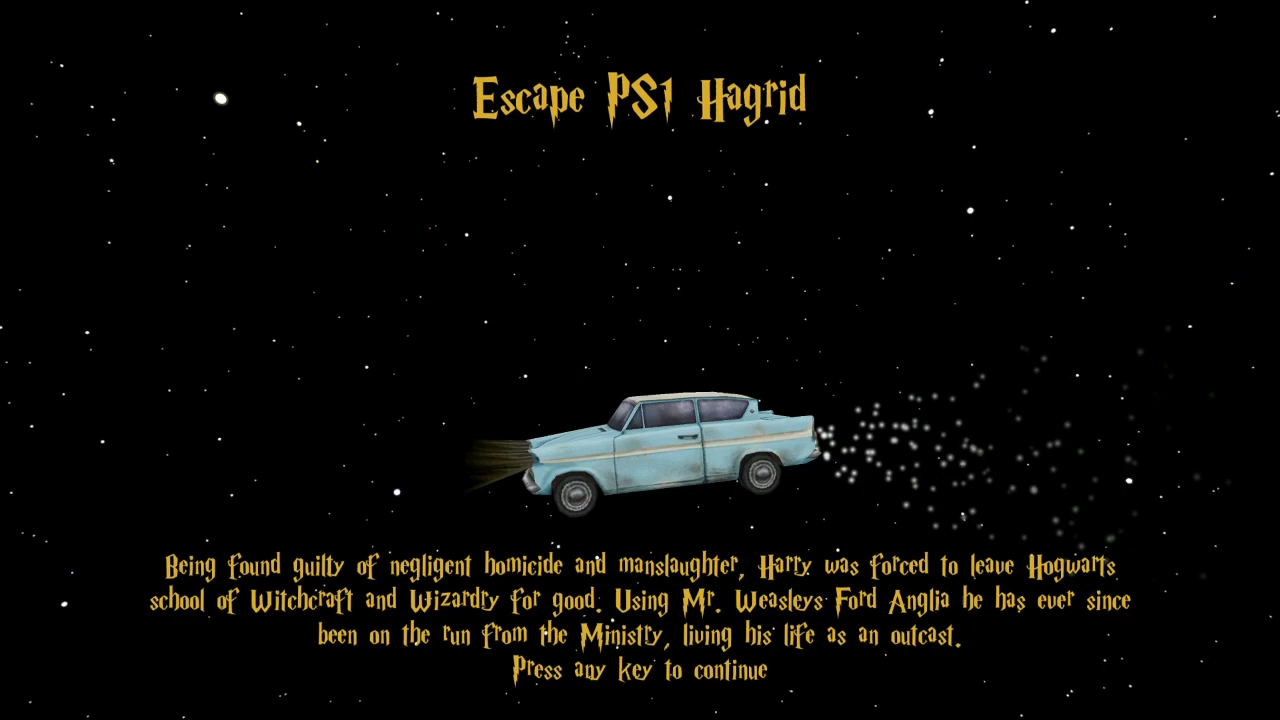 Escape PS1 Hagrid
Being found guilty of negligent homicide and manslaughter, Harry was forced to leave Hogwarts
school of Witchcraft and Wizardry for good. Using Mr. Weasleys Ford Anglia he has ever since
been on the run from the Ministry, living his life as an outcast.
Press any key to continue